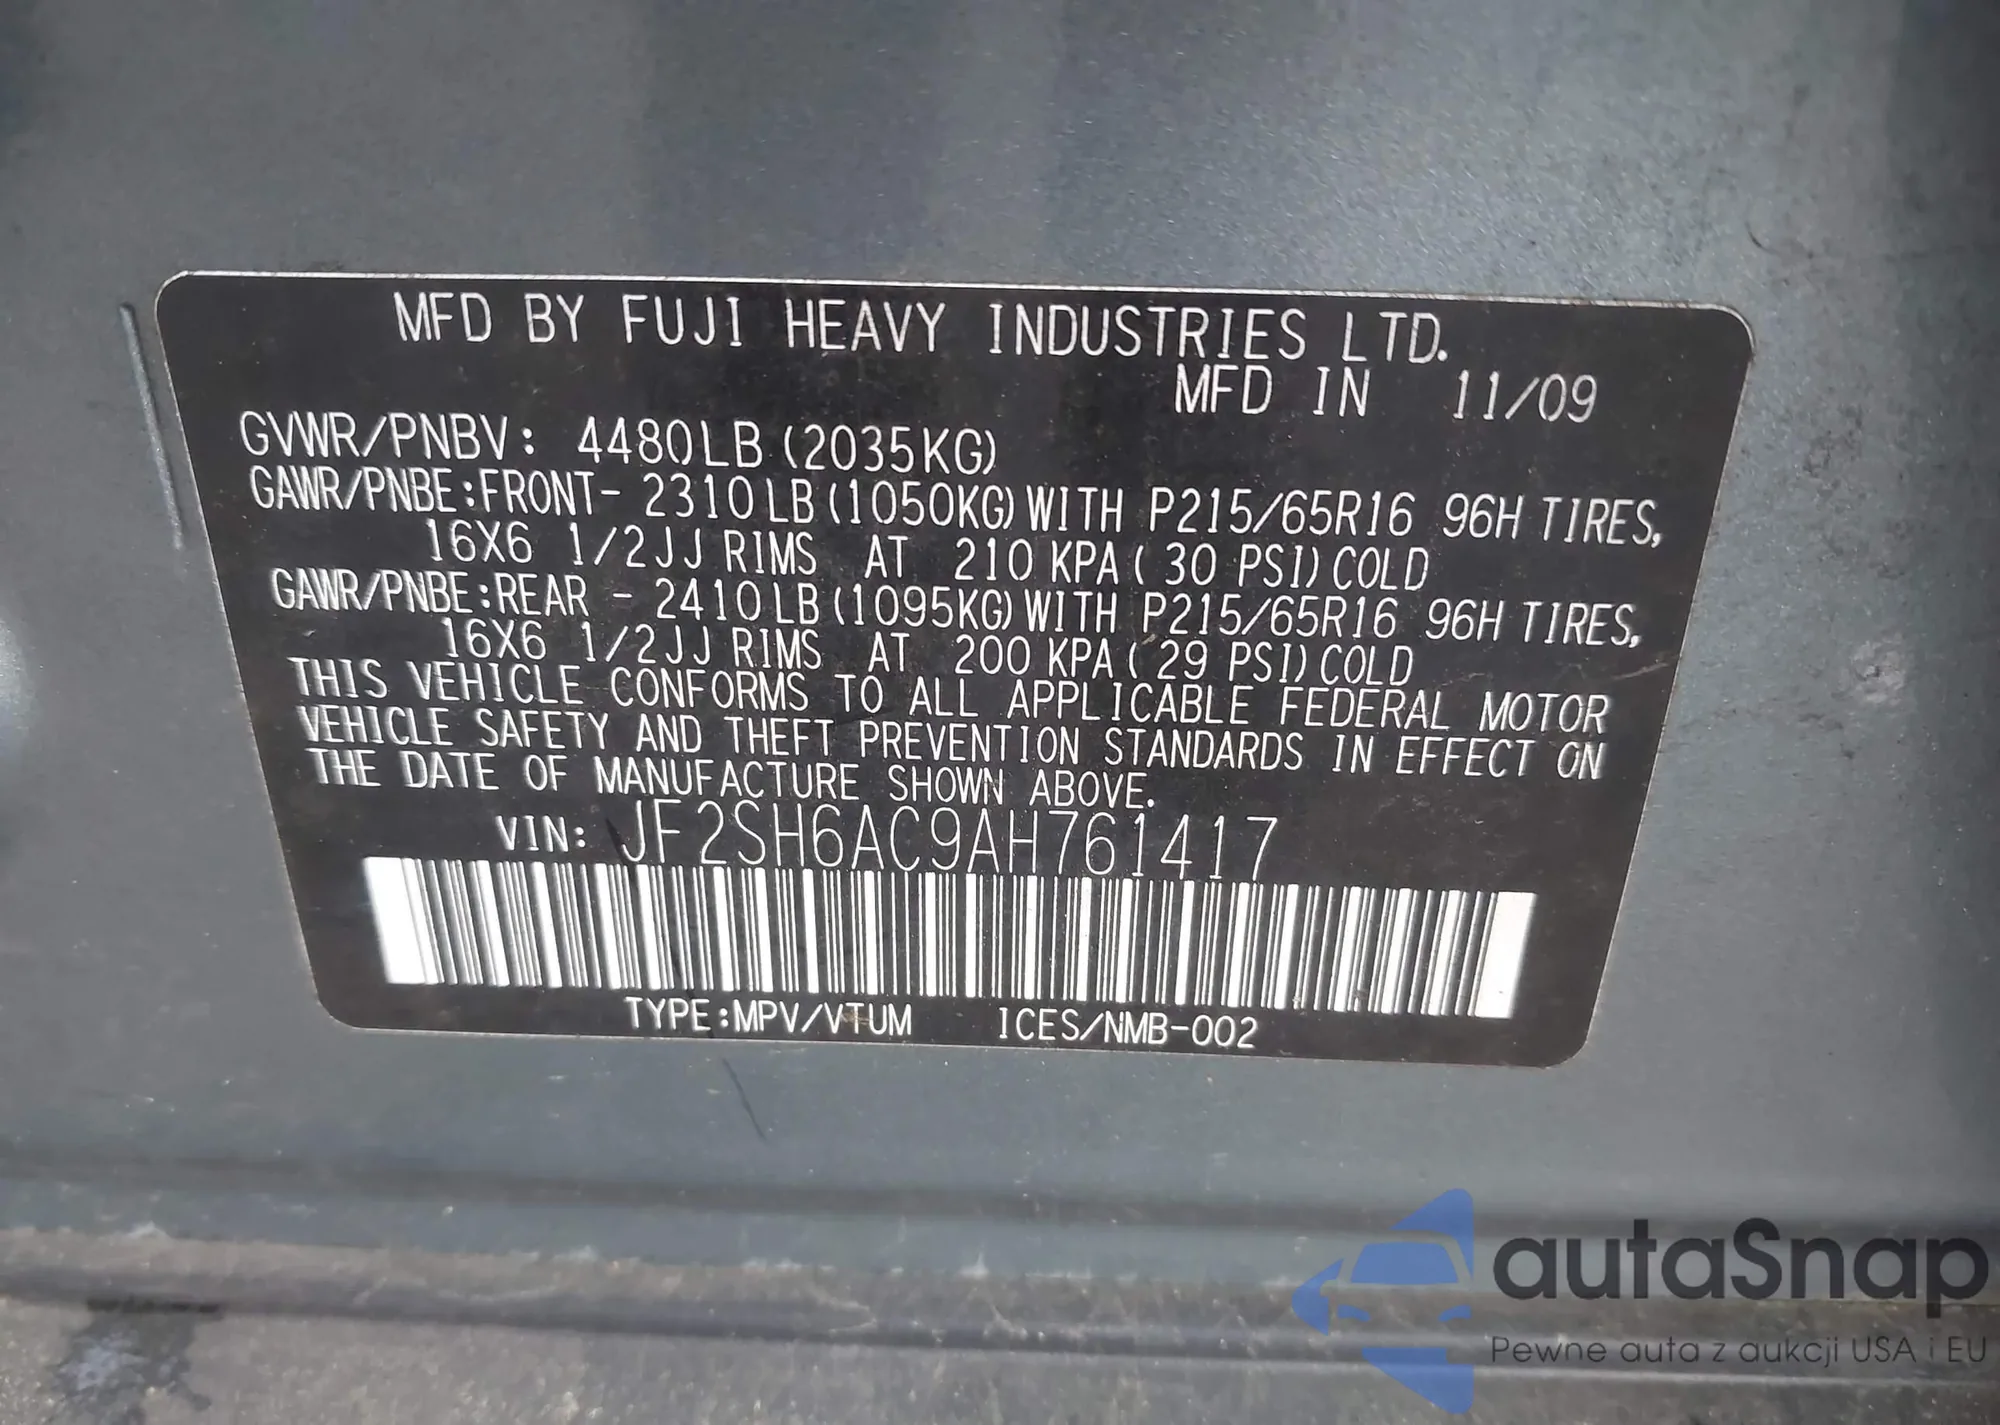 MFD BY FUJI HEAVY INDUSTRIES LTD.
MFD IN 11/09
GVWR/PNBV: 4480LB (2035KG)
GAWR/PNBE:FRONT- 2310LB(1050KG)WITH P215/65R16 96H TIRES,
16X6 1/2JJ RIMS AT 210 KPA( 30 PSI)COLD
GAWR/PNBE:REAR - 2410LB(1095KG)WITH P215/65R16 96H TIRES,
16X6 1/2JJ RIMS AT 200 KPA( 29 PSI)COLD
THIS VEHICLE CONFORMS TO ALL APPLICABLE FEDERAL MOTOR
VEHICLE SAFETY AND THEFT PREVENTION STANDARDS IN EFFECT ON
THE DATE OF MANUFACTURE SHOWN ABOVE.
VIN: JF2SH6AC9AH761417
TYPE:MPV/VTUM ICES/NMB-002
autaSnap
Pewne auta z aukcji USA i EU